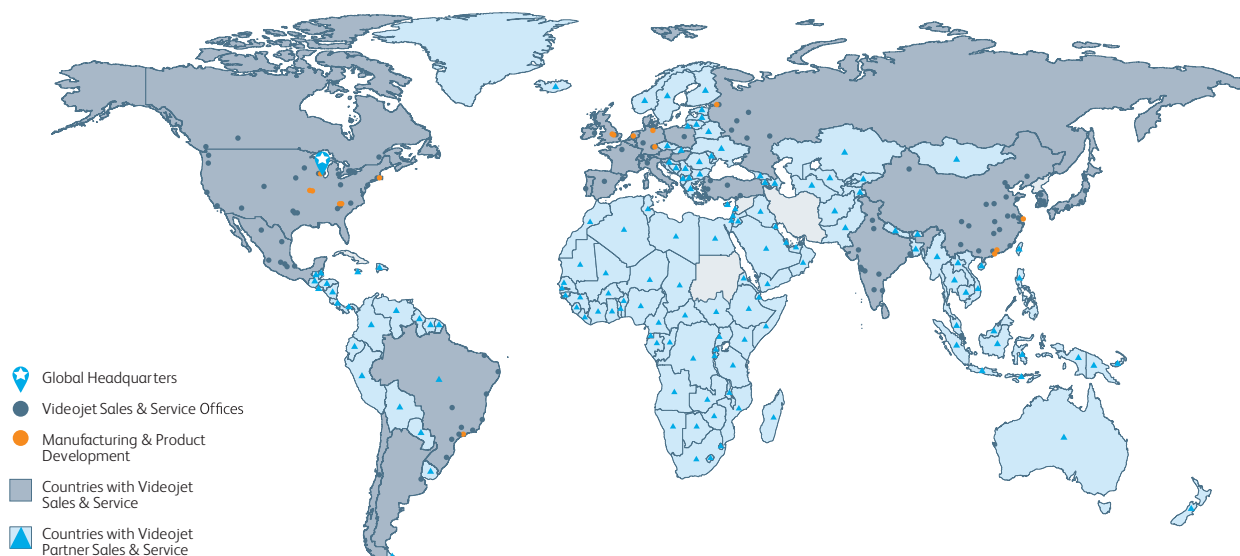 Global Headquarters
Videojet Sales & Service Offices
Manufacturing & Product
Development
Countries with Videojet
Sales & Service
Countries with Videojet
Partner Sales & Service